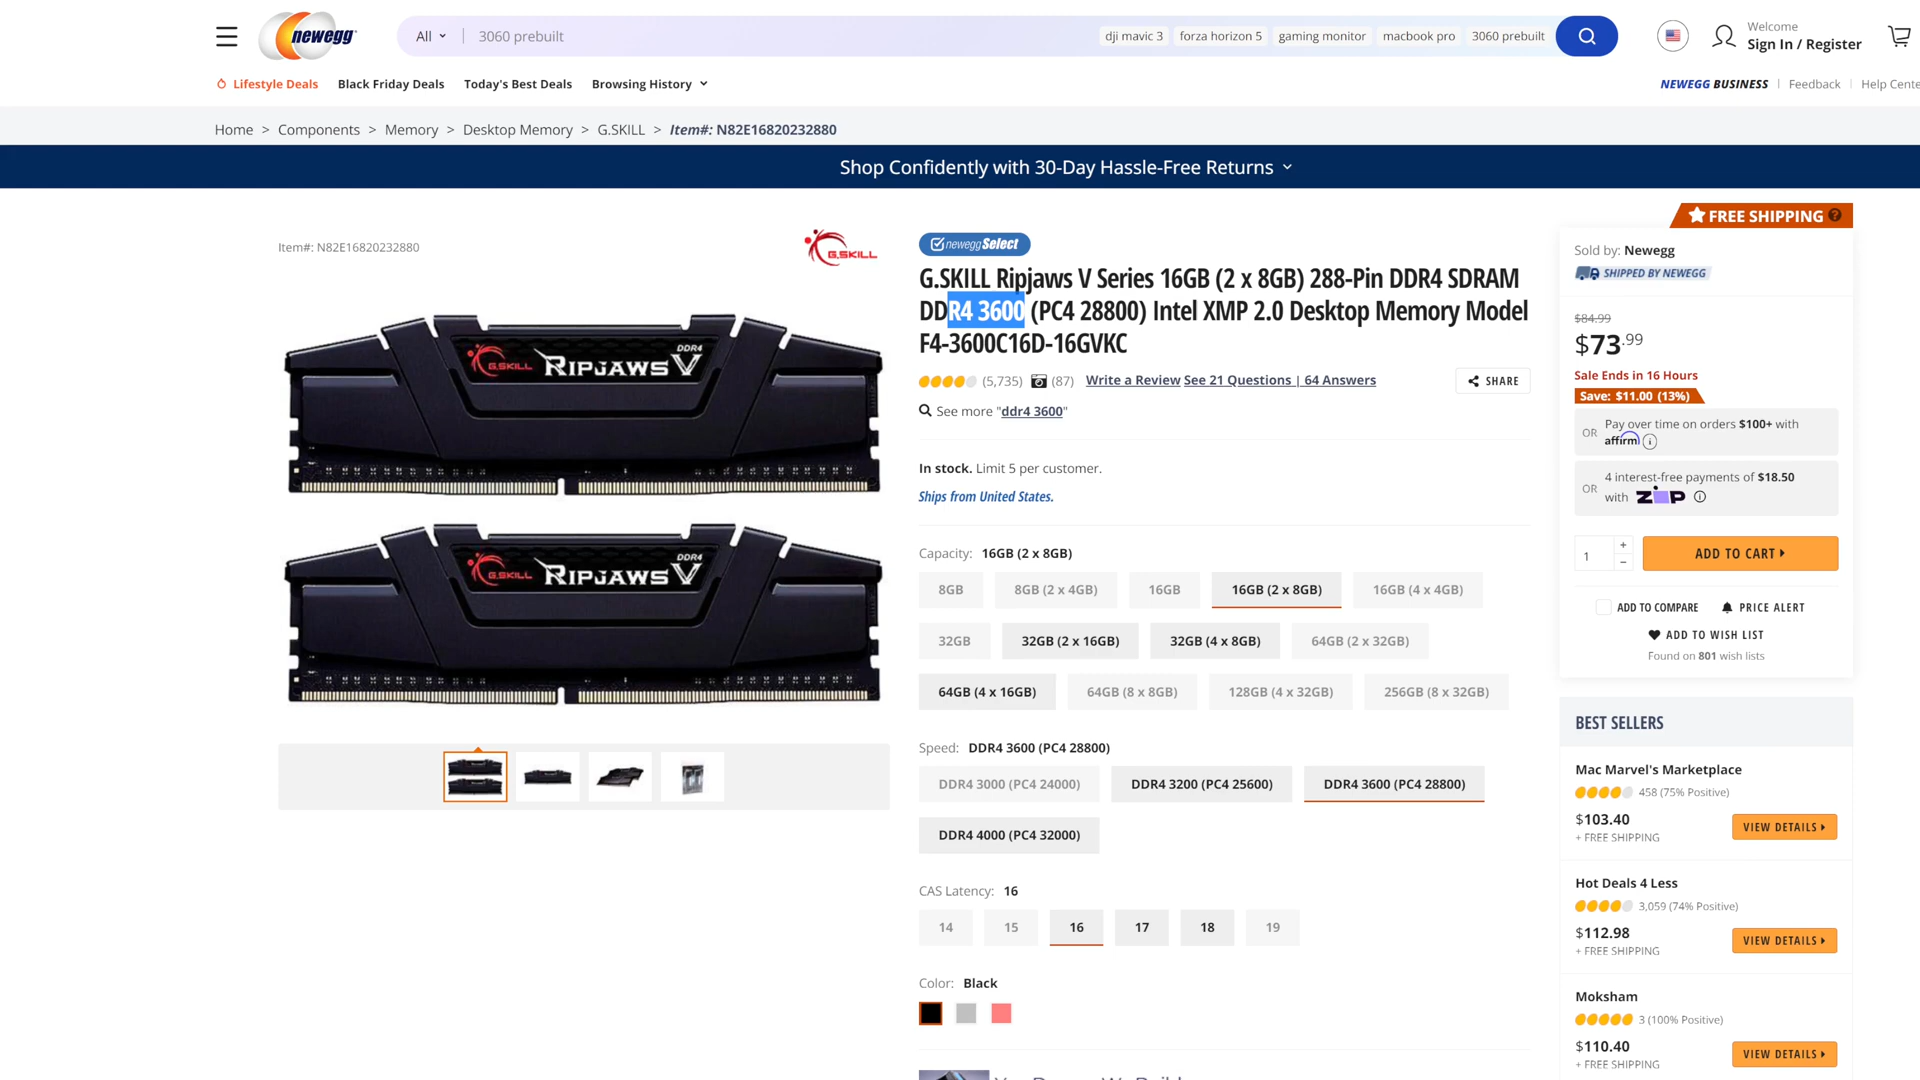 newegg
All
3060 prebuilt
dji mavic 3
forza horizon 5
gaming monitor
macbook pro
3060 prebuilt
Welcome
Sign In / Register
Lifestyle Deals
Black Friday Deals
Today's Best Deals
Browsing History
NEWEGG BUSINESS
Feedback
Help Cente
Home > Components > Memory > Desktop Memory > G.SKILL > Item#: N82E16820232880
Shop Confidently with 30-Day Hassle-Free Returns
Item#: N82E16820232880
G.SKILL
G.SKILL RIPJAWS V DDR4
G.SKILL RIPJAWS V DDR4
newegg Select
G.SKILL Ripjaws V Series 16GB (2 x 8GB) 288-Pin DDR4 SDRAM
DDR4 3600 (PC4 28800) Intel XMP 2.0 Desktop Memory Model
F4-3600C16D-16GVKC
(5,735) (87) Write a Review See 21 Questions | 64 Answers
SHARE
See more "ddr4 3600"
In stock. Limit 5 per customer.
Ships from United States.
Capacity: 16GB (2 x 8GB)
8GB 8GB (2 x 4GB) 16GB 16GB (2 x 8GB) 16GB (4 x 4GB)
32GB 32GB (2 x 16GB) 32GB (4 x 8GB) 64GB (2 x 32GB)
64GB (4 x 16GB) 64GB (8 x 8GB) 128GB (4 x 32GB) 256GB (8 x 32GB)
Speed: DDR4 3600 (PC4 28800)
DDR4 3000 (PC4 24000) DDR4 3200 (PC4 25600) DDR4 3600 (PC4 28800)
DDR4 4000 (PC4 32000)
CAS Latency: 16
14 15 16 17 18 19
Color: Black
FREE SHIPPING ?
Sold by: Newegg
SHIPPED BY NEWEGG
$84.99
$73.99
Sale Ends in 16 Hours
Save: $11.00 (13%)
OR
Pay over time on orders $100+ with
affirm
OR
4 interest-free payments of $18.50
with ZIP
1
+
−
ADD TO CART
ADD TO COMPARE
PRICE ALERT
ADD TO WISH LIST
Found on 801 wish lists
BEST SELLERS
Mac Marvel's Marketplace
458 (75% Positive)
$103.40
+ FREE SHIPPING
VIEW DETAILS
Hot Deals 4 Less
3,059 (74% Positive)
$112.98
+ FREE SHIPPING
VIEW DETAILS
Moksham
3 (100% Positive)
$110.40
+ FREE SHIPPING
VIEW DETAILS